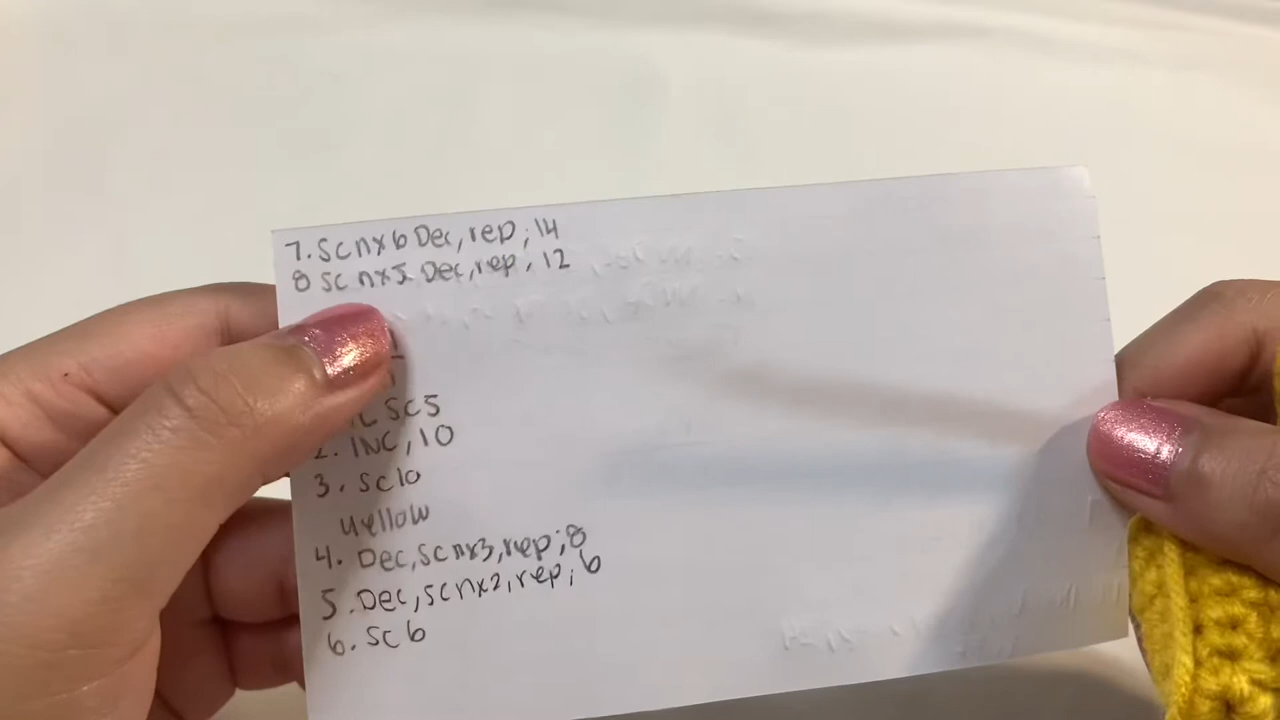 7. Scnx6 Dec, rep; 14
8 Sc nx5 Dec, rep; 12
SC5
2. INC, 10
3. SC10
Yellow
4. Dec, Scnx3, rep; 8
5. Dec, scnx2, rep; 6
6. SC6